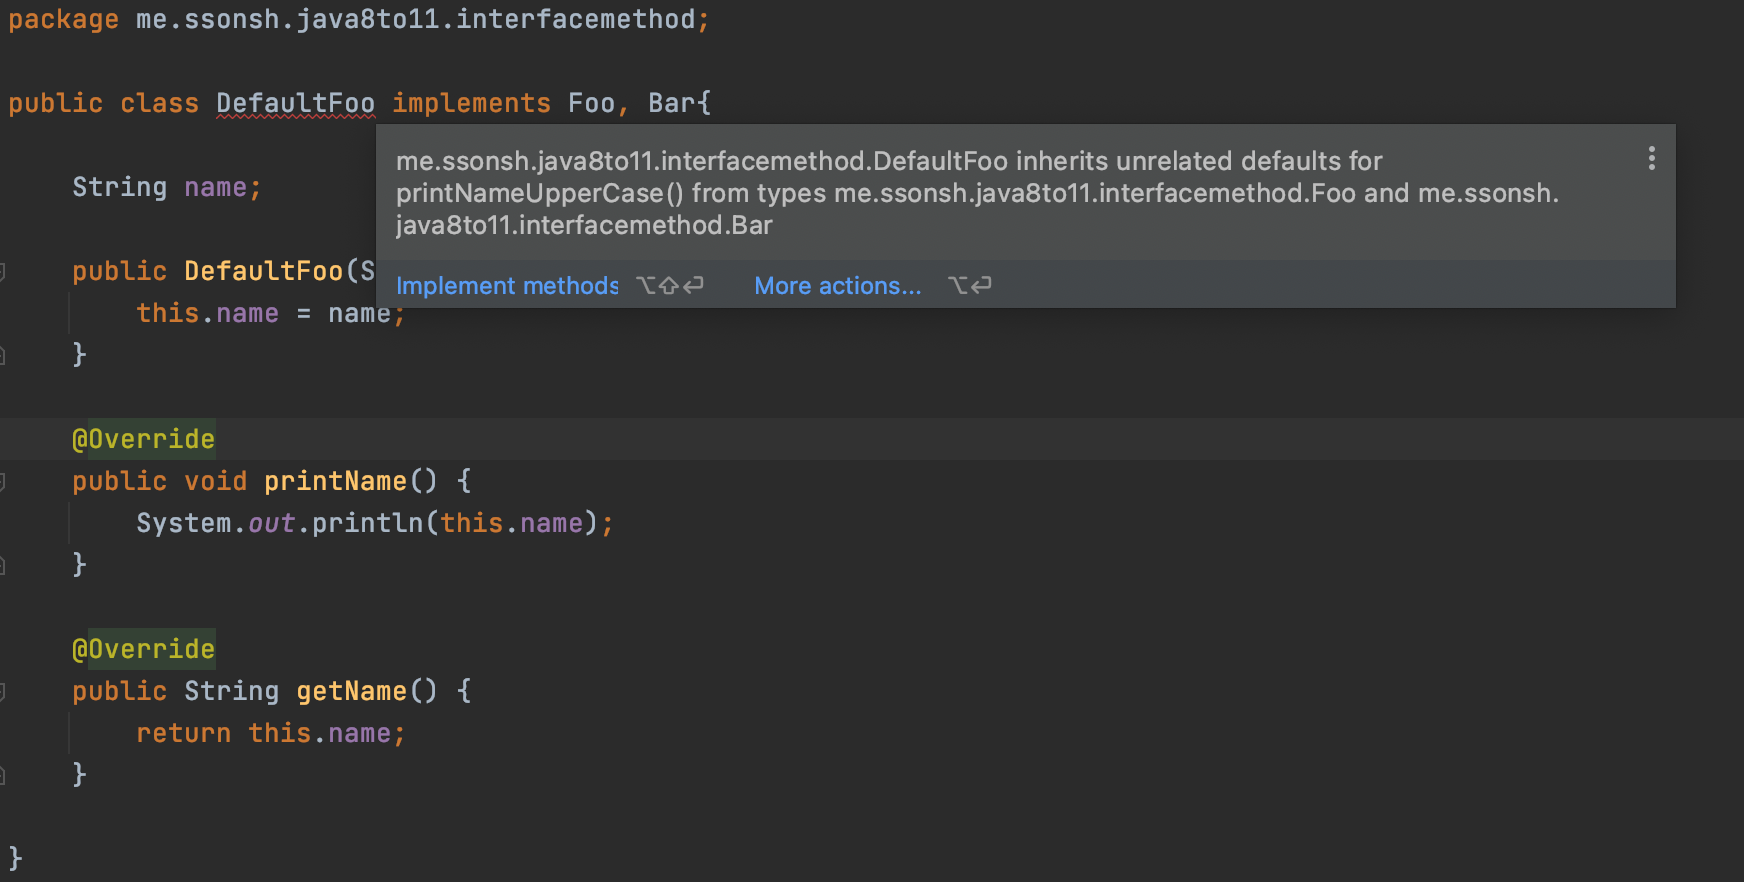 package me.ssonsh.java8to11.interfacemethod;
public class DefaultFoo implements Foo, Bar{
me.ssonsh.java8to11.interfacemethod.DefaultFoo inherits unrelated defaults for
printNameUpperCase() from types me.ssonsh.java8to11.interfacemethod.Foo and me.ssonsh.
java8to11.interfacemethod.Bar
Implement methods ⌥⇧⏎ More actions... ⌥⏎
String name;
public DefaultFoo(S
this.name = name;
}
@Override
public void printName() {
System.out.println(this.name);
}
@Override
public String getName() {
return this.name;
}
}